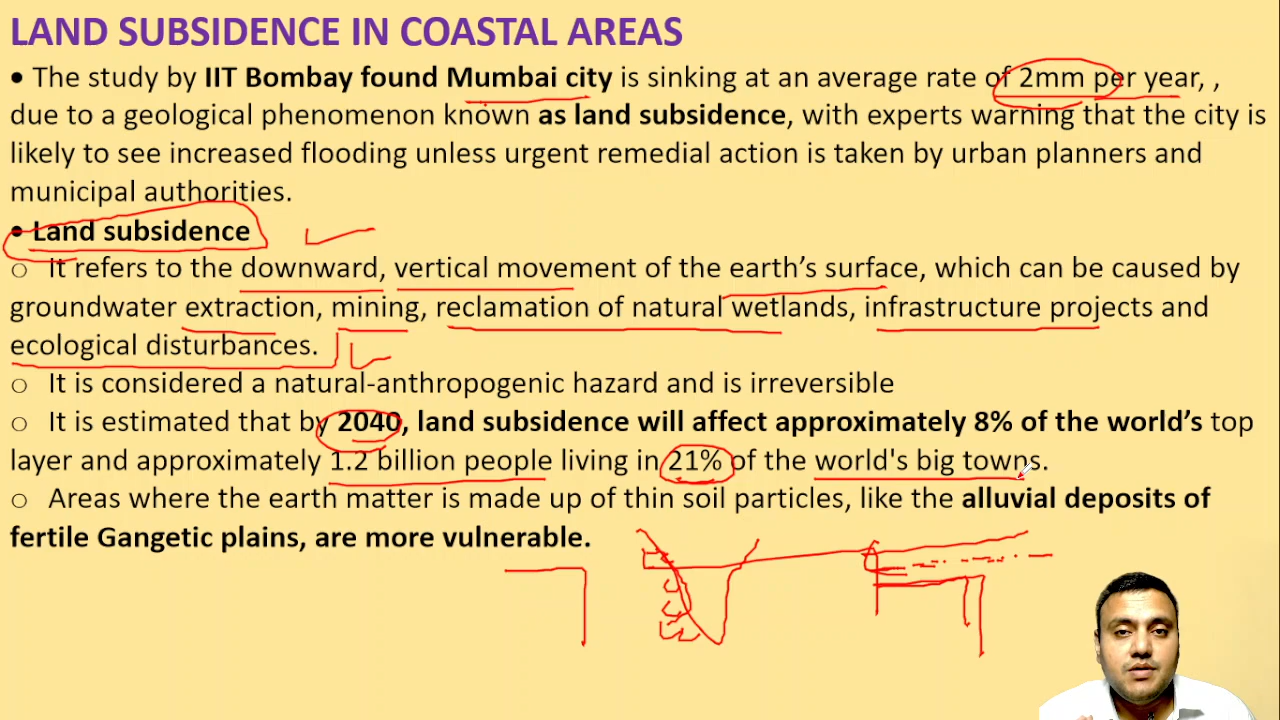 LAND SUBSIDENCE IN COASTAL AREAS
• The study by IIT Bombay found Mumbai city is sinking at an average rate of 2mm per year, ,
due to a geological phenomenon known as land subsidence, with experts warning that the city is
likely to see increased flooding unless urgent remedial action is taken by urban planners and
municipal authorities.
• Land subsidence
○ It refers to the downward, vertical movement of the earth’s surface, which can be caused by
groundwater extraction, mining, reclamation of natural wetlands, infrastructure projects and
ecological disturbances.
○ It is considered a natural-anthropogenic hazard and is irreversible
○ It is estimated that by 2040, land subsidence will affect approximately 8% of the world’s top
layer and approximately 1.2 billion people living in 21% of the world's big towns.
○ Areas where the earth matter is made up of thin soil particles, like the alluvial deposits of
fertile Gangetic plains, are more vulnerable.